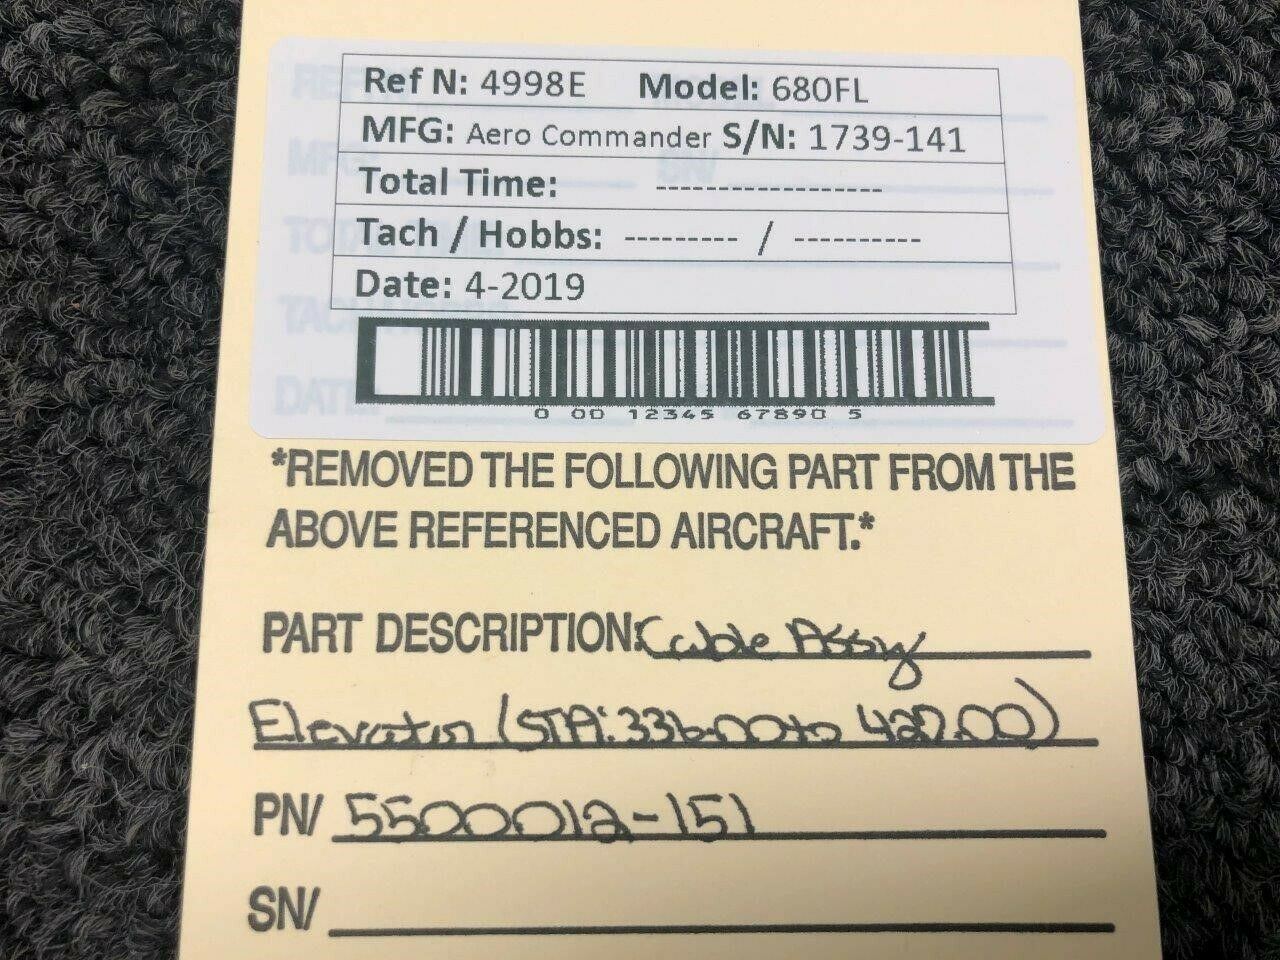 Ref N: 4998E Model: 680FL
MFG: Aero Commander S/N: 1739-141
Total Time: ------------------
Tach / Hobbs: --------- / ----------
Date: 4-2019
0 00 12345 67890 5
*REMOVED THE FOLLOWING PART FROM THE
ABOVE REFERENCED AIRCRAFT.*
PART DESCRIPTION: Cable Assy
Elevator (STA: 336.00 to 427.00)
PN/ 5500012-151
SN/